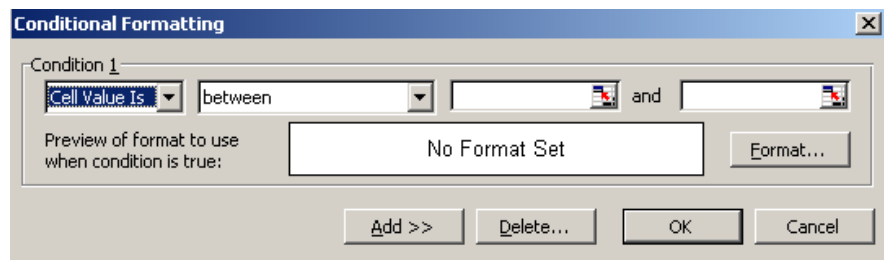 Conditional Formatting
Condition 1
Cell Value Is between and
Preview of format to use
when condition is true:
No Format Set
Format...
Add >> Delete... OK Cancel